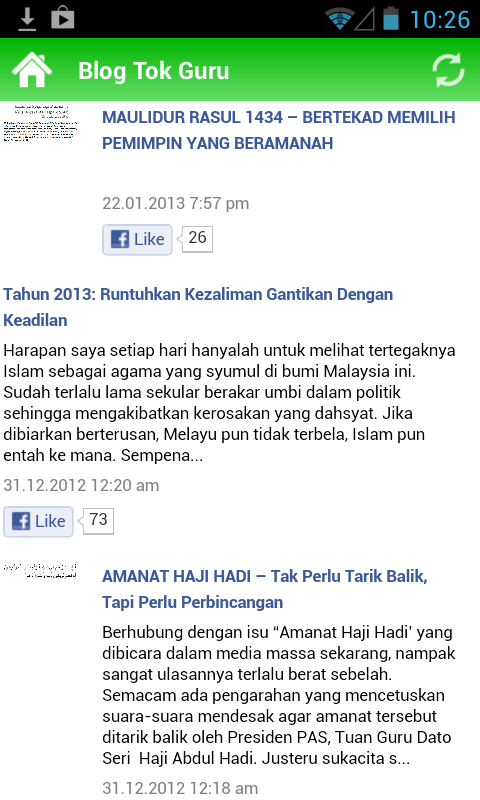 10:26
Blog Tok Guru
MAULIDUR RASUL 1434 – BERTEKAD MEMILIH
PEMIMPIN YANG BERAMANAH
22.01.2013 7:57 pm
Like 26
Tahun 2013: Runtuhkan Kezaliman Gantikan Dengan
Keadilan
Harapan saya setiap hari hanyalah untuk melihat tertegaknya
Islam sebagai agama yang syumul di bumi Malaysia ini.
Sudah terlalu lama sekular berakar umbi dalam politik
sehingga mengakibatkan kerosakan yang dahsyat. Jika
dibiarkan berterusan, Melayu pun tidak terbela, Islam pun
entah ke mana. Sempena...
31.12.2012 12:20 am
Like 73
AMANAT HAJI HADI – Tak Perlu Tarik Balik,
Tapi Perlu Perbincangan
Berhubung dengan isu “Amanat Haji Hadi’ yang
dibicara dalam media massa sekarang, nampak
sangat ulasannya terlalu berat sebelah.
Semacam ada pengarahan yang mencetuskan
suara-suara mendesak agar amanat tersebut
ditarik balik oleh Presiden PAS, Tuan Guru Dato
Seri  Haji Abdul Hadi. Justeru sukacita s...
31.12.2012 12:18 am